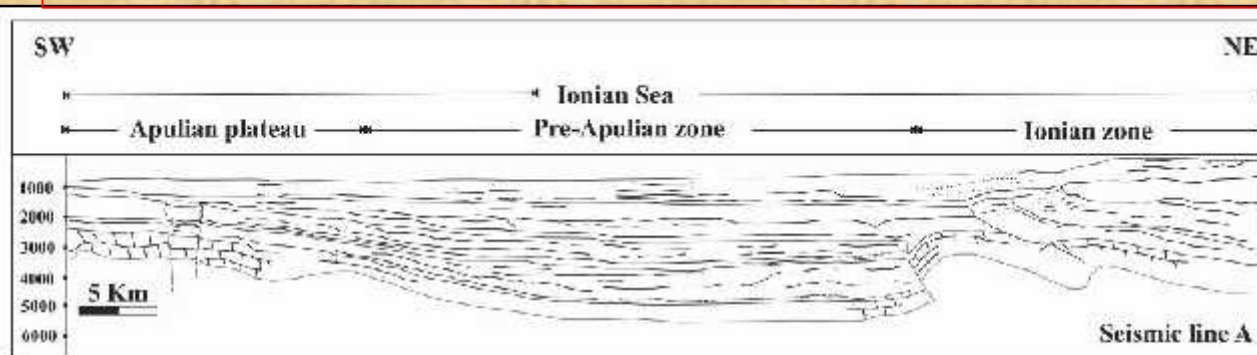 SW NE
Ionian Sea
Apulian plateau Pre-Apulian zone Ionian zone
1000
2000
3000
4000
5 Km
5000
6000
Seismic line A